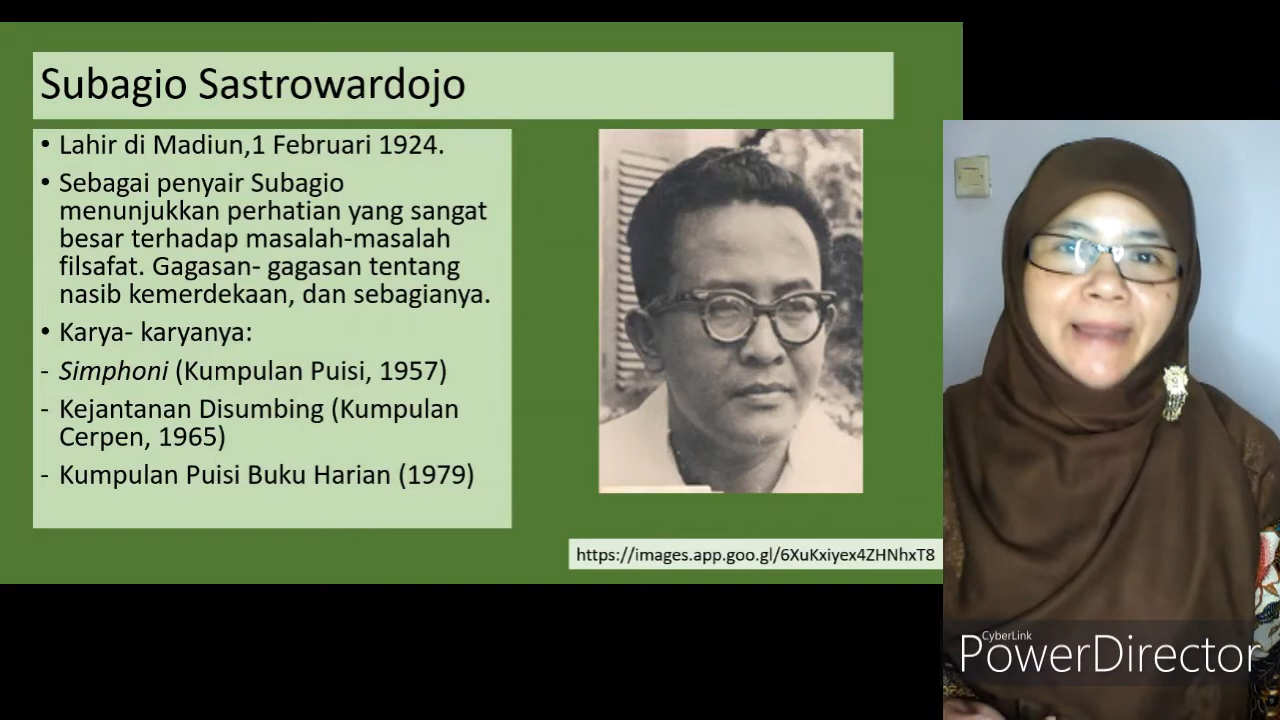 Subagio Sastrowardojo
• Lahir di Madiun,1 Februari 1924.
• Sebagai penyair Subagio
menunjukkan perhatian yang sangat
besar terhadap masalah-masalah
filsafat. Gagasan- gagasan tentang
nasib kemerdekaan, dan sebagianya.
• Karya- karyanya:
- Simphoni (Kumpulan Puisi, 1957)
- Kejantanan Disumbing (Kumpulan
Cerpen, 1965)
- Kumpulan Puisi Buku Harian (1979)
https://images.app.goo.gl/6XuKxiyex4ZHNhxT8
CyberLink
PowerDirector